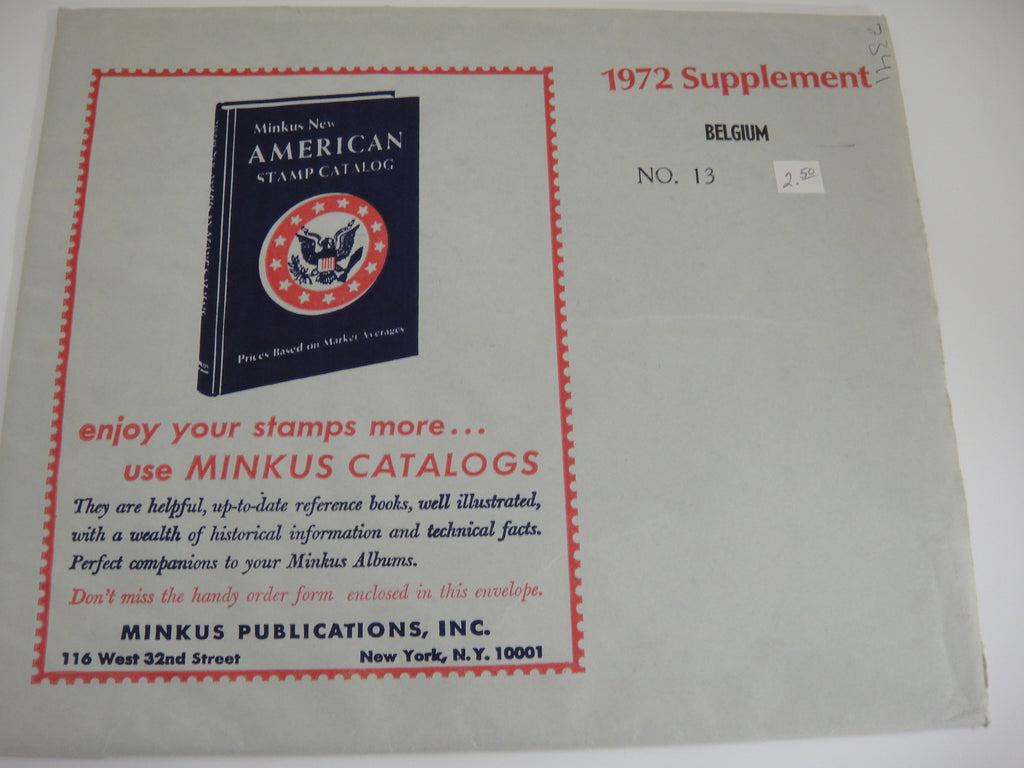 2341
1972 Supplement
BELGIUM
NO. 13
2.50
Minkus New
AMERICAN
STAMP CATALOG
Prices Based on Market Averages
enjoy your stamps more...
use MINKUS CATALOGS
They are helpful, up-to-date reference books, well illustrated,
with a wealth of historical information and technical facts.
Perfect companions to your Minkus Albums.
Don't miss the handy order form enclosed in this envelope.
MINKUS PUBLICATIONS, INC.
116 West 32nd Street New York, N.Y. 10001